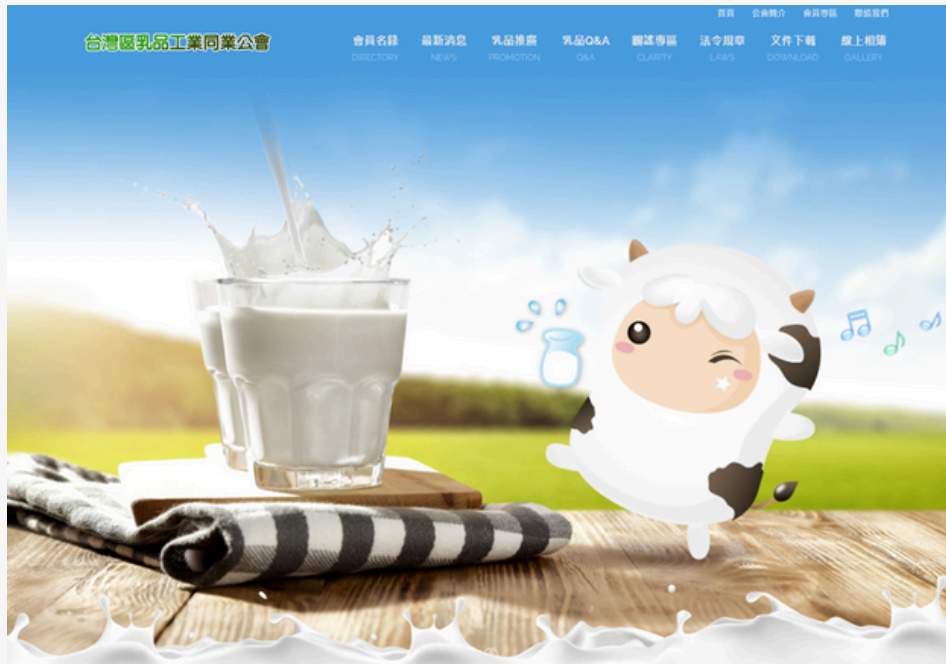 首頁 公會簡介 會員專區 聯絡我們
台灣區乳品工業同業公會
會員名錄 最新消息 乳品推廣 乳品Q&A 闢謠專區 法令規章 文件下載 線上相簿
DIRECTORY NEWS PROMOTION Q&A CLARITY LAWS DOWNLOAD GALLERY